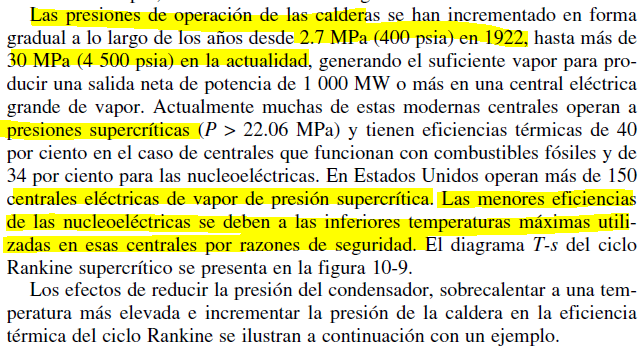 Las presiones de operación de las calderas se han incrementado en forma
gradual a lo largo de los años desde 2.7 MPa (400 psia) en 1922, hasta más de
30 MPa (4 500 psia) en la actualidad, generando el suficiente vapor para pro-
ducir una salida neta de potencia de 1 000 MW o más en una central eléctrica
grande de vapor. Actualmente muchas de estas modernas centrales operan a
presiones supercríticas (P > 22.06 MPa) y tienen eficiencias térmicas de 40
por ciento en el caso de centrales que funcionan con combustibles fósiles y de
34 por ciento para las nucleoeléctricas. En Estados Unidos operan más de 150
centrales eléctricas de vapor de presión supercrítica. Las menores eficiencias
de las nucleoeléctricas se deben a las inferiores temperaturas máximas utili-
zadas en esas centrales por razones de seguridad. El diagrama T-s del ciclo
Rankine supercrítico se presenta en la figura 10-9.
Los efectos de reducir la presión del condensador, sobrecalentar a una tem-
peratura más elevada e incrementar la presión de la caldera en la eficiencia
térmica del ciclo Rankine se ilustran a continuación con un ejemplo.